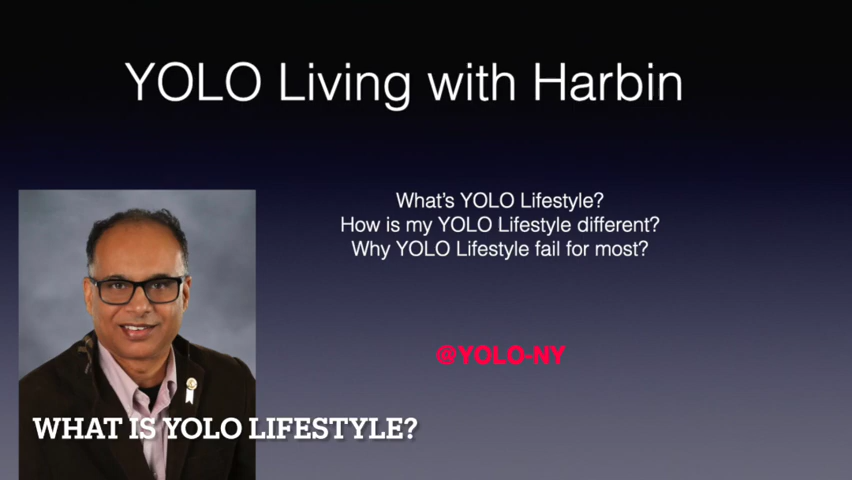 YOLO Living with Harbin
What's YOLO Lifestyle?
How is my YOLO Lifestyle different?
Why YOLO Lifestyle fail for most?
@YOLO-NY
WHAT IS YOLO LIFESTYLE?